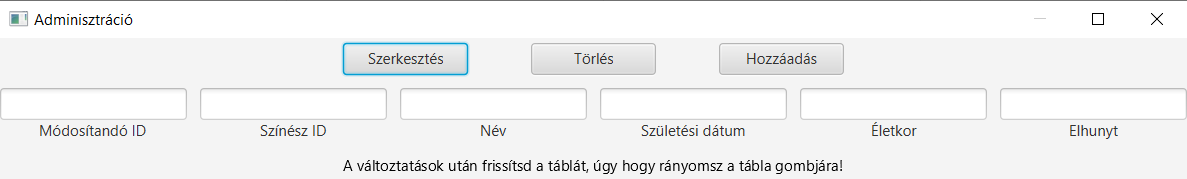 Adminisztráció
Szerkesztés Törlés Hozzáadás
Módosítandó ID Színész ID Név Születési dátum Életkor Elhunyt
A változtatások után frissítsd a táblát, úgy hogy rányomsz a tábla gombjára!